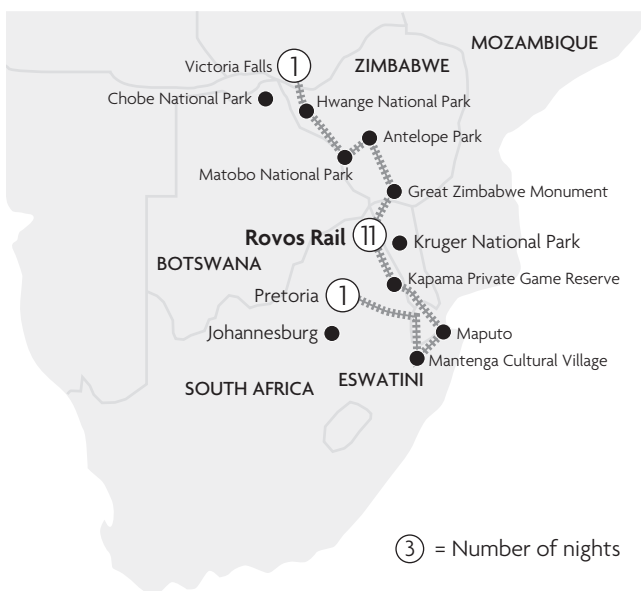 MOZAMBIQUE
Victoria Falls 1
ZIMBABWE
Chobe National Park
Hwange National Park
Antelope Park
Matobo National Park
Great Zimbabwe Monument
Rovos Rail 11
Kruger National Park
BOTSWANA
Kapama Private Game Reserve
Pretoria 1
Johannesburg
Maputo
Mantenga Cultural Village
ESWATINI
SOUTH AFRICA
3 = Number of nights